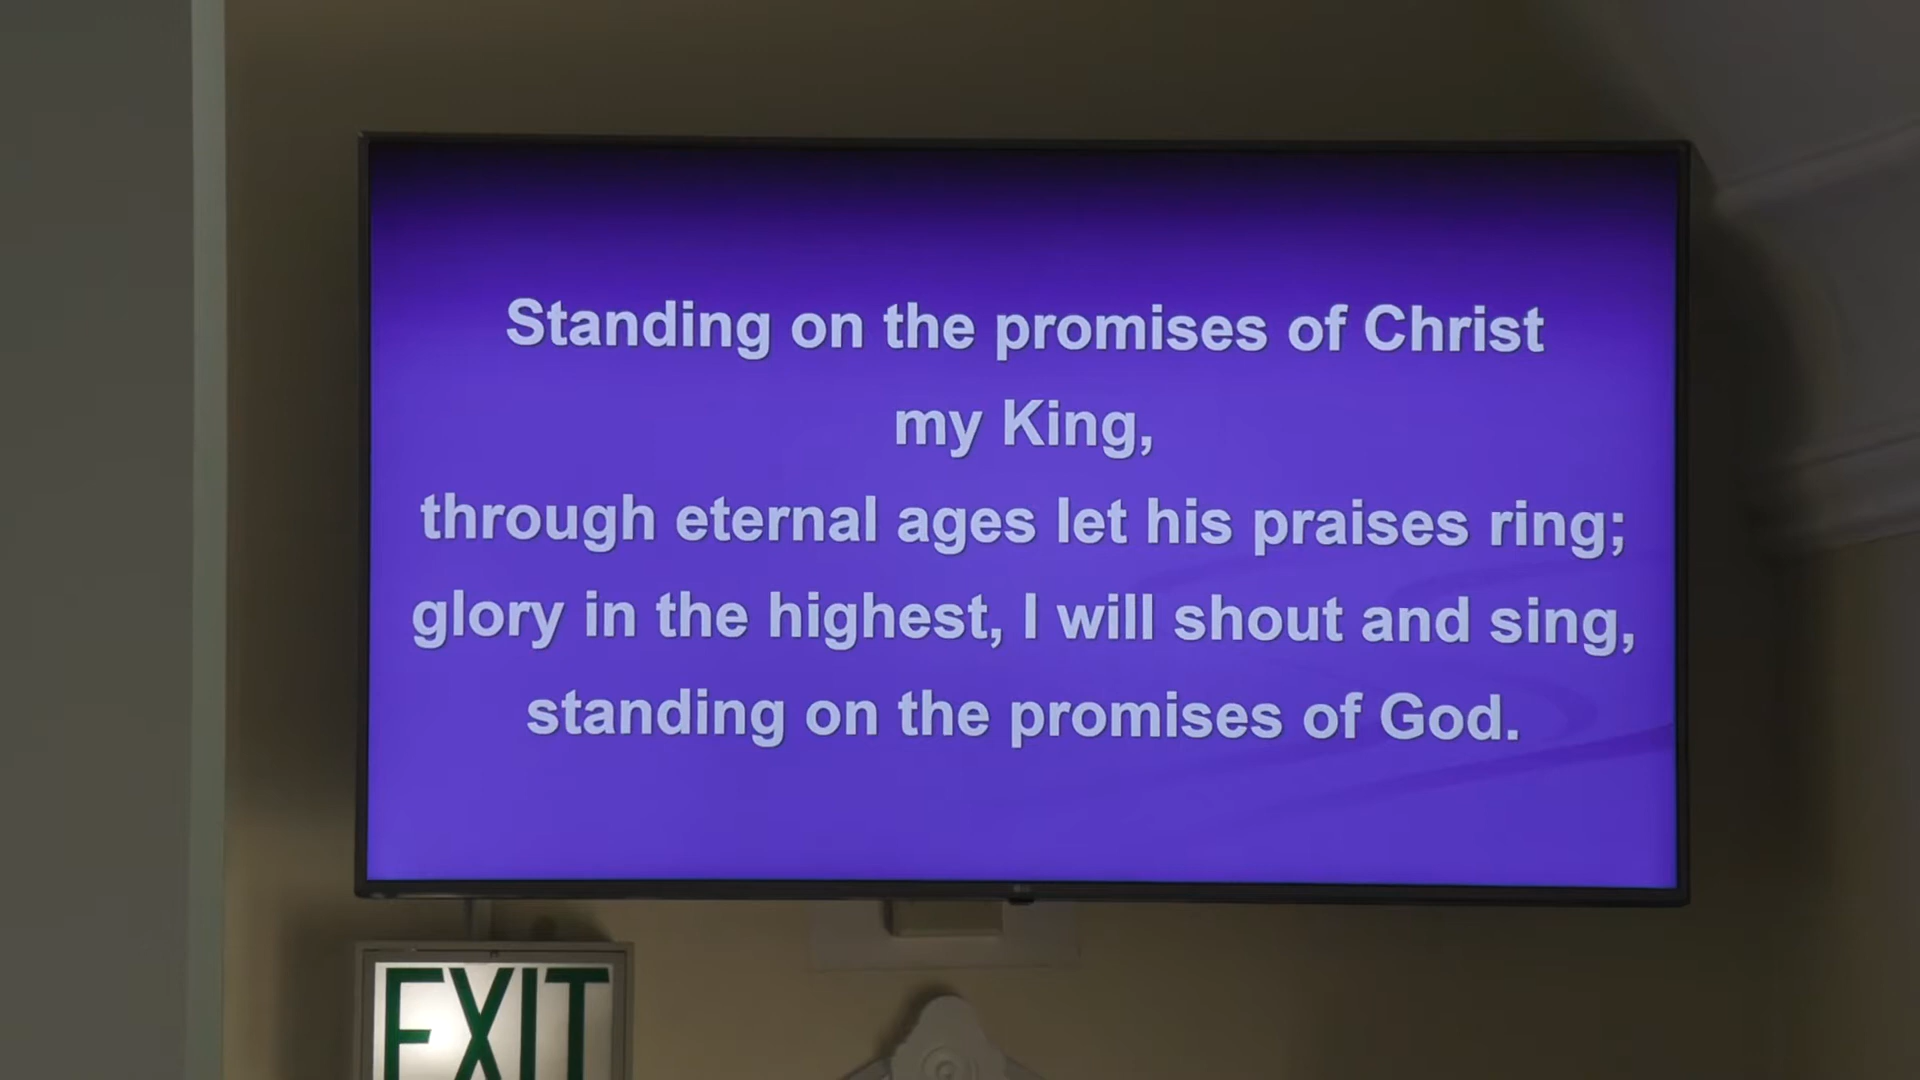 Standing on the promises of Christ
my King,
through eternal ages let his praises ring;
glory in the highest, I will shout and sing,
standing on the promises of God.
EXIT